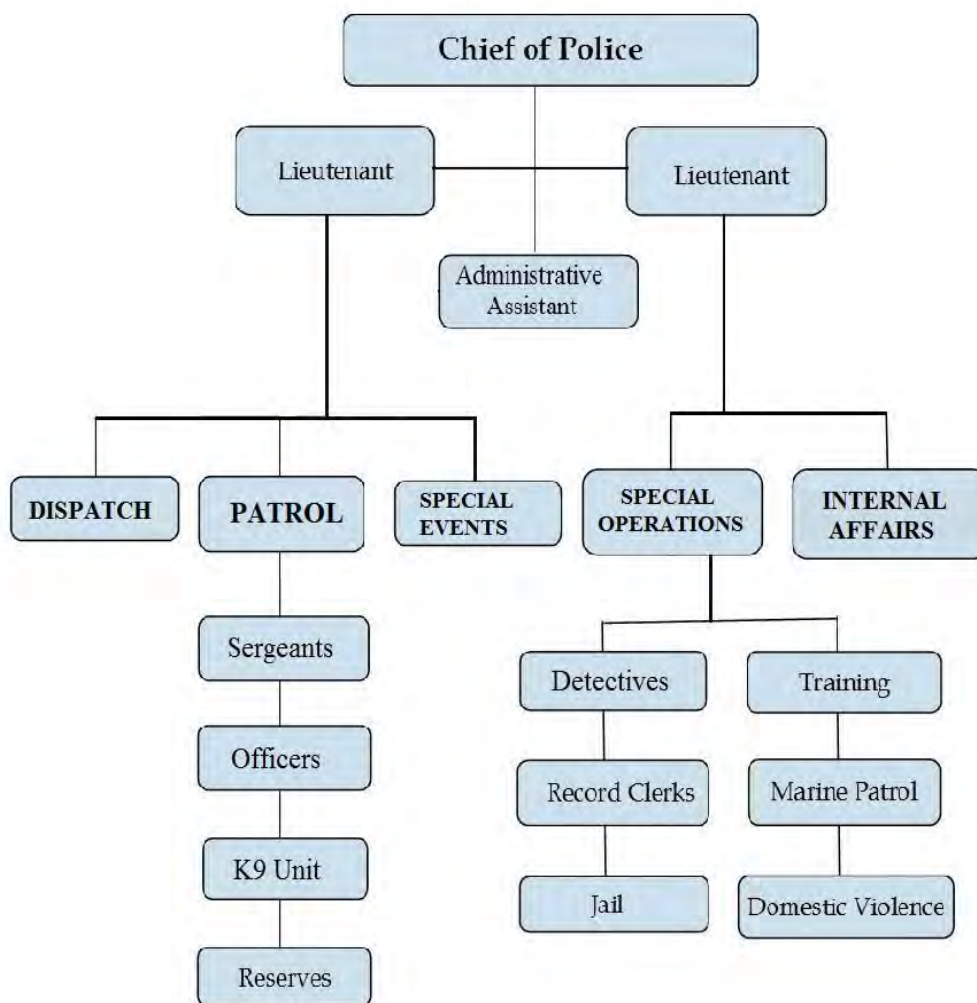 Chief of Police
Lieutenant
Lieutenant
Administrative
Assistant
DISPATCH
PATROL
SPECIAL
EVENTS
SPECIAL
OPERATIONS
INTERNAL
AFFAIRS
Sergeants
Officers
K9 Unit
Reserves
Detectives
Training
Record Clerks
Marine Patrol
Jail
Domestic Violence